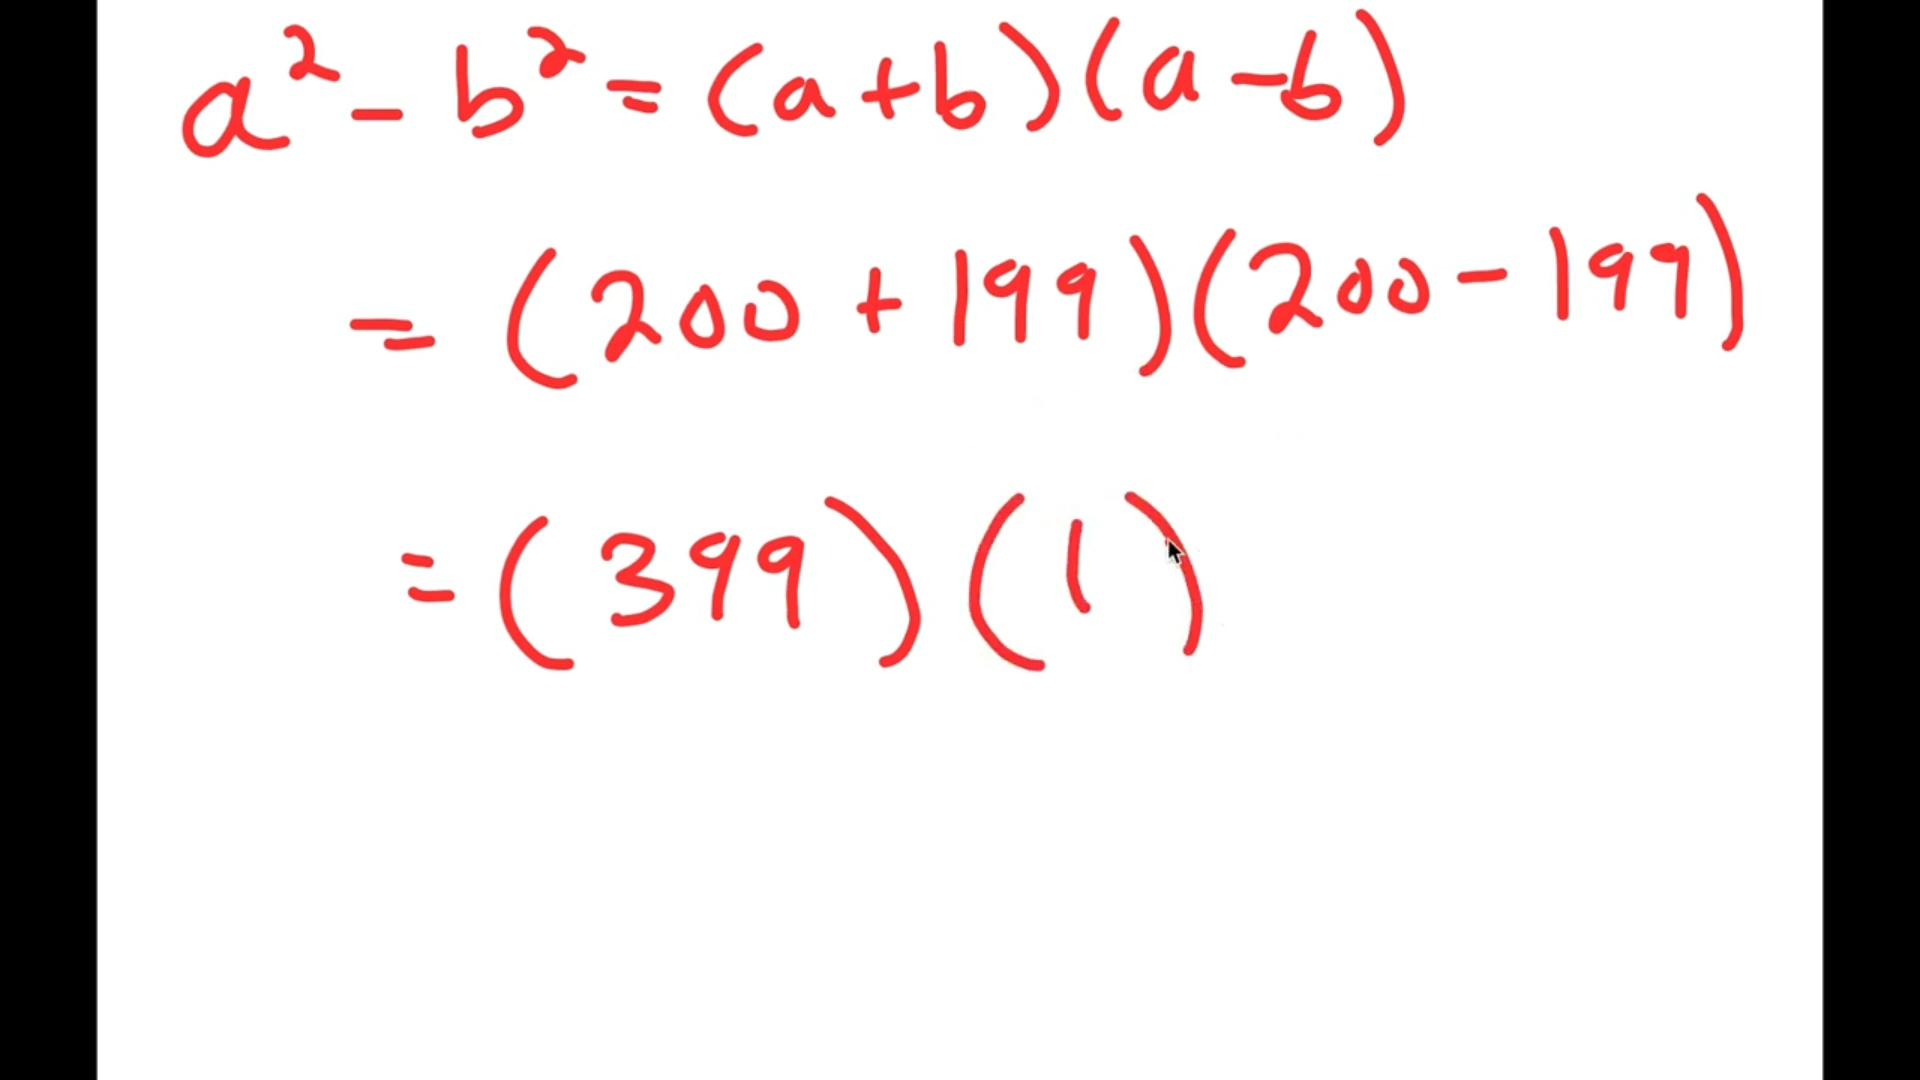 a² - b² = (a+b)(a-b)
= (200 + 199)(200 - 199)
= (399)(1)